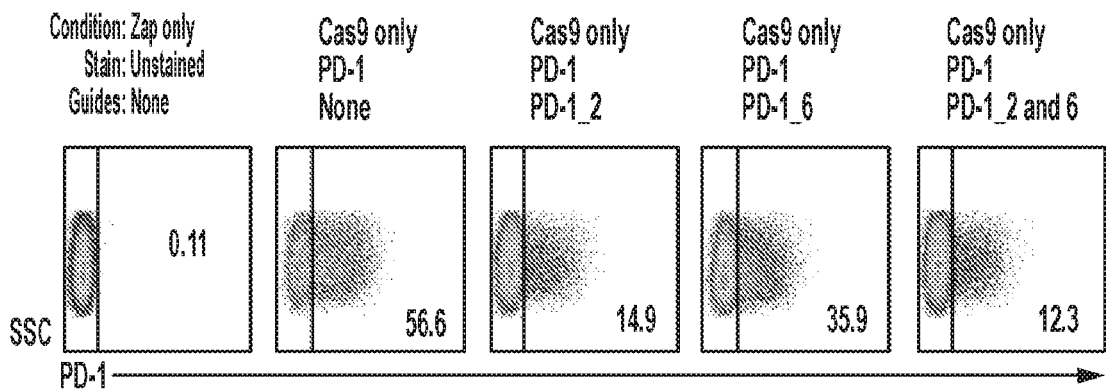 Condition: Zap only
Stain: Unstained
Guides: None
Cas9 only
PD-1
None
Cas9 only
PD-1
PD-1_2
Cas9 only
PD-1
PD-1_6
Cas9 only
PD-1
PD-1_2 and 6
0.11
56.6
14.9
35.9
12.3
SSC
PD-1